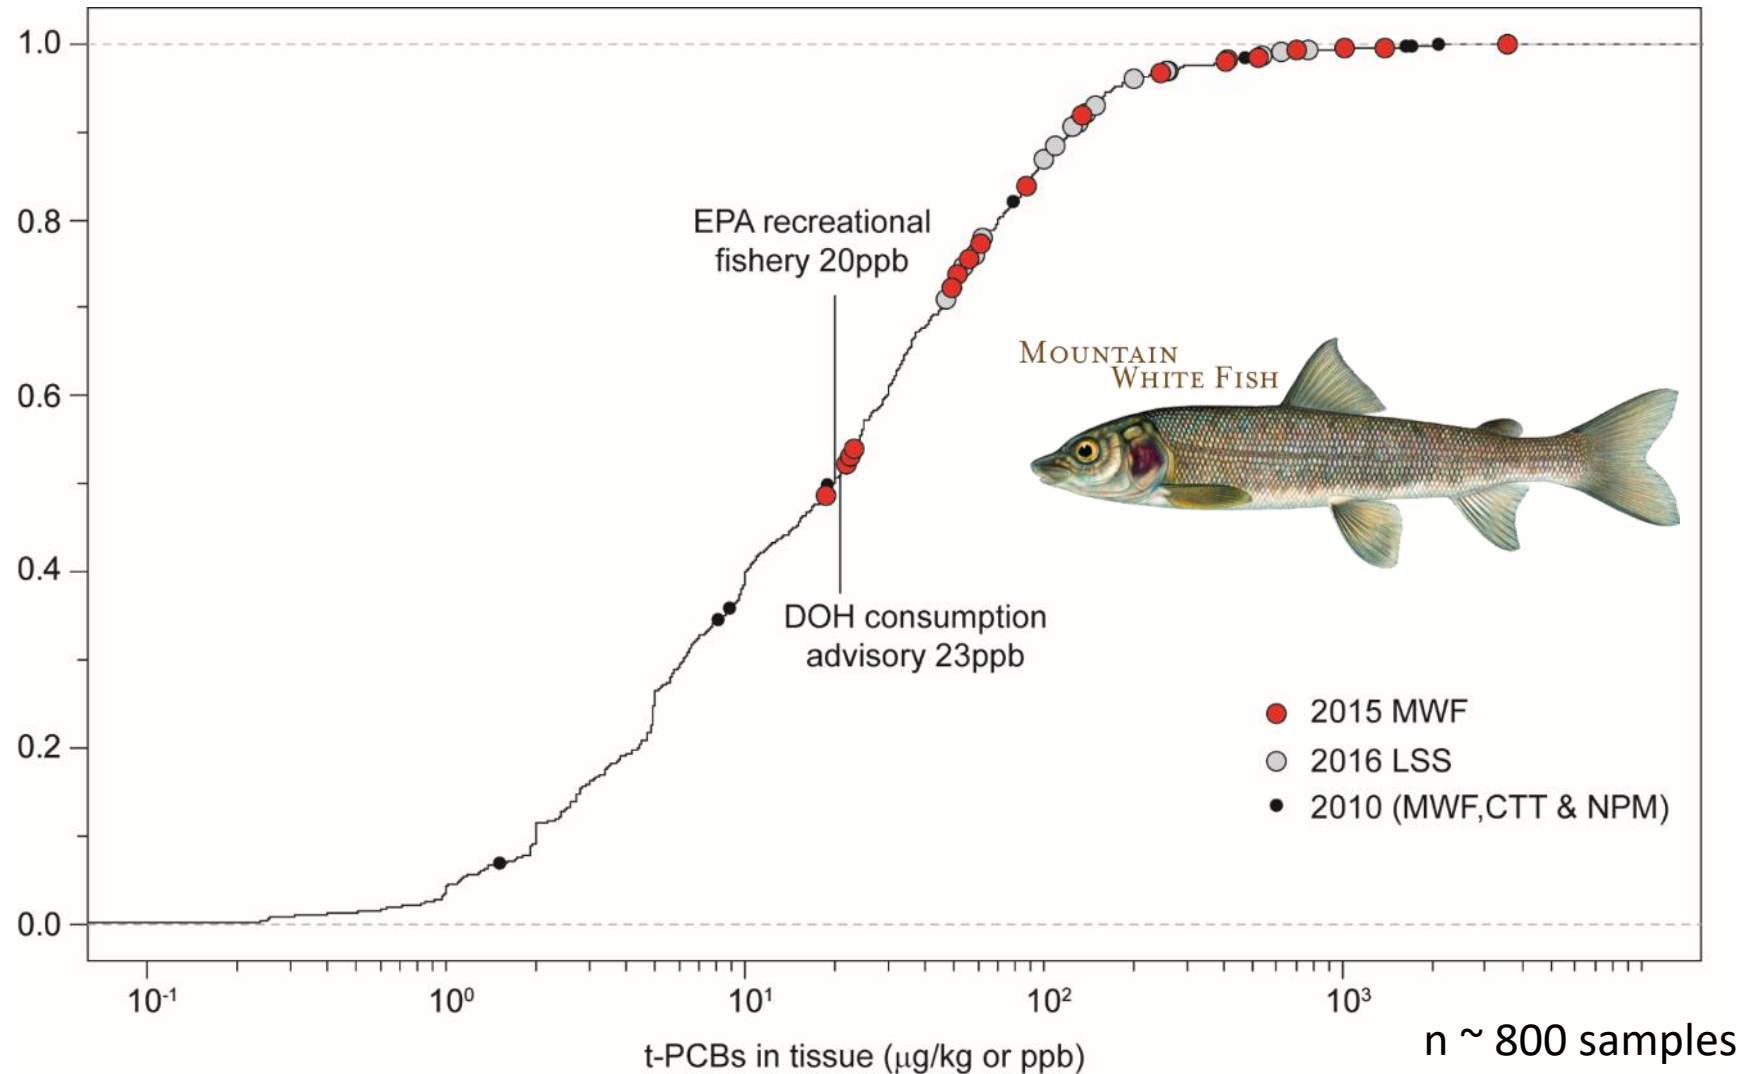 1.0
0.8
0.6
0.4
0.2
0.0
EPA recreational
fishery 20ppb
MOUNTAIN
WHITE FISH
DOH consumption
advisory 23ppb
2015 MWF
2016 LSS
2010 (MWF,CTT & NPM)
10⁻¹ 10⁰ 10¹ 10² 10³
t-PCBs in tissue (µg/kg or ppb)
n ~ 800 samples